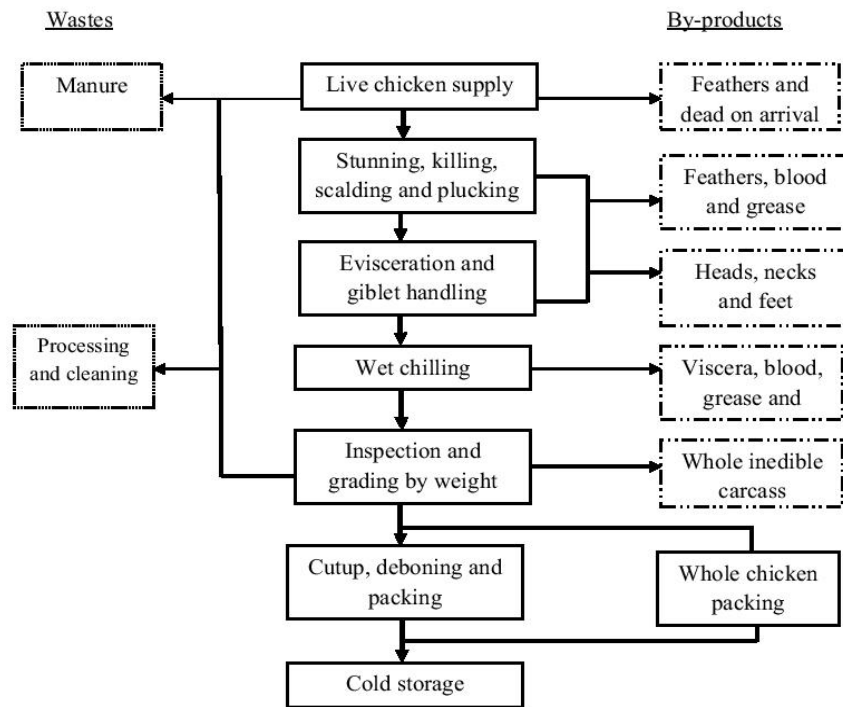 Wastes
By-products
Manure
Live chicken supply
Feathers and
dead on arrival
Stunning, killing,
scalding and plucking
Feathers, blood
and grease
Evisceration and
giblet handling
Heads, necks
and feet
Processing
and cleaning
Wet chilling
Viscera, blood,
grease and
Inspection and
grading by weight
Whole inedible
carcass
Cutup, deboning and
packing
Whole chicken
packing
Cold storage